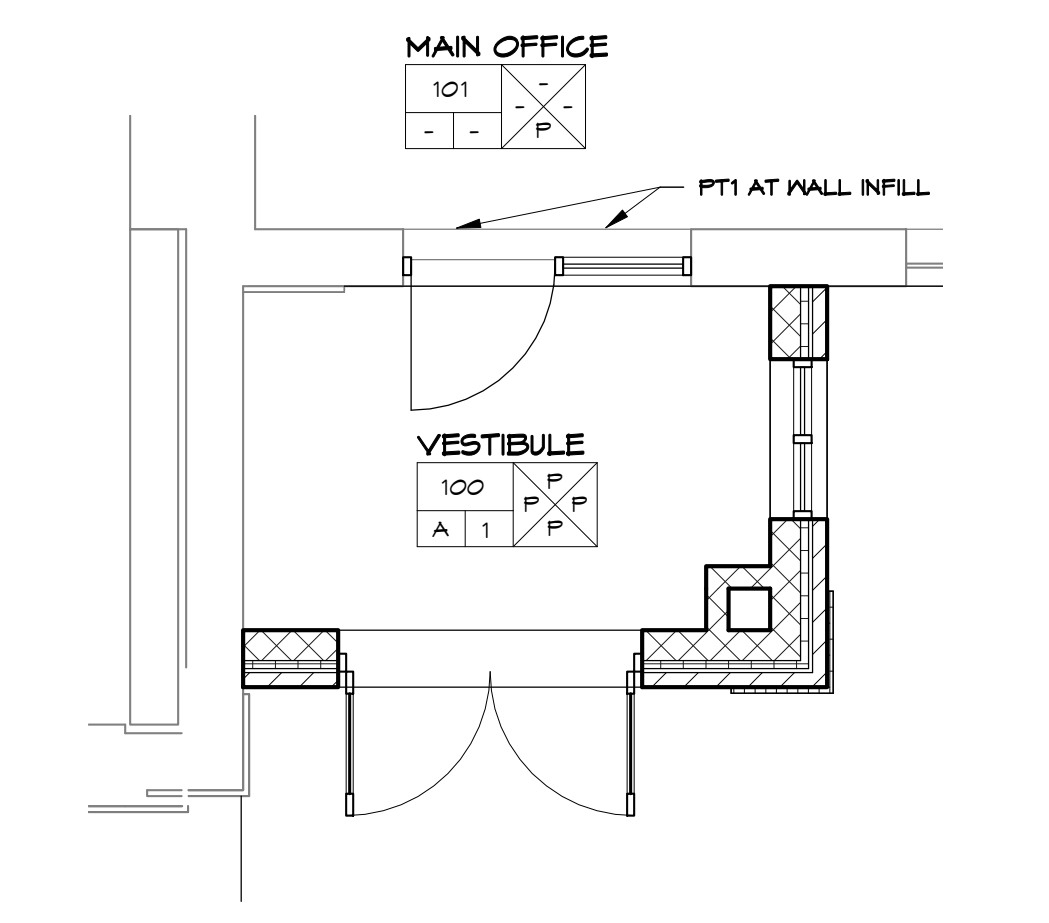 MAIN OFFICE
101
-
- -
- -
P
PT1 AT WALL INFILL
VESTIBULE
100
P
P P
A 1
P